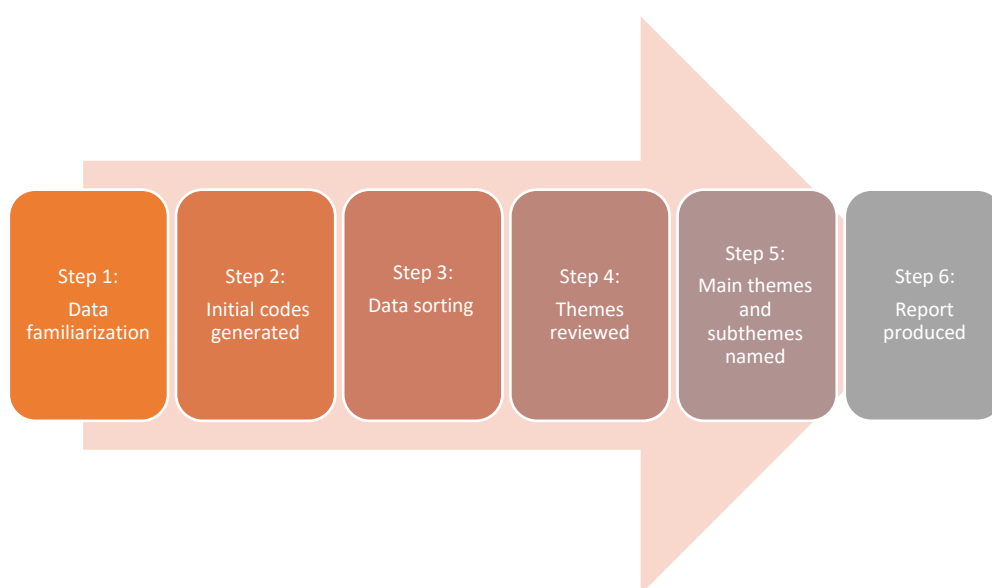 Step 1:
Data
familiarization
Step 2:
Initial codes
generated
Step 3:
Data sorting
Step 4:
Themes
reviewed
Step 5:
Main themes
and
subthemes
named
Step 6:
Report
produced